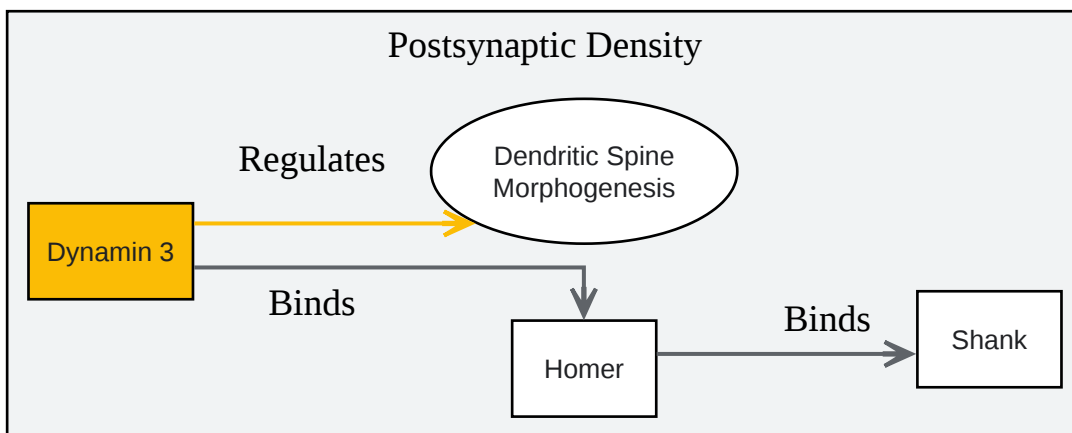 Postsynaptic Density
Regulates
Dendritic Spine
Morphogenesis
Dynamin 3
Binds
Homer
Binds
Shank